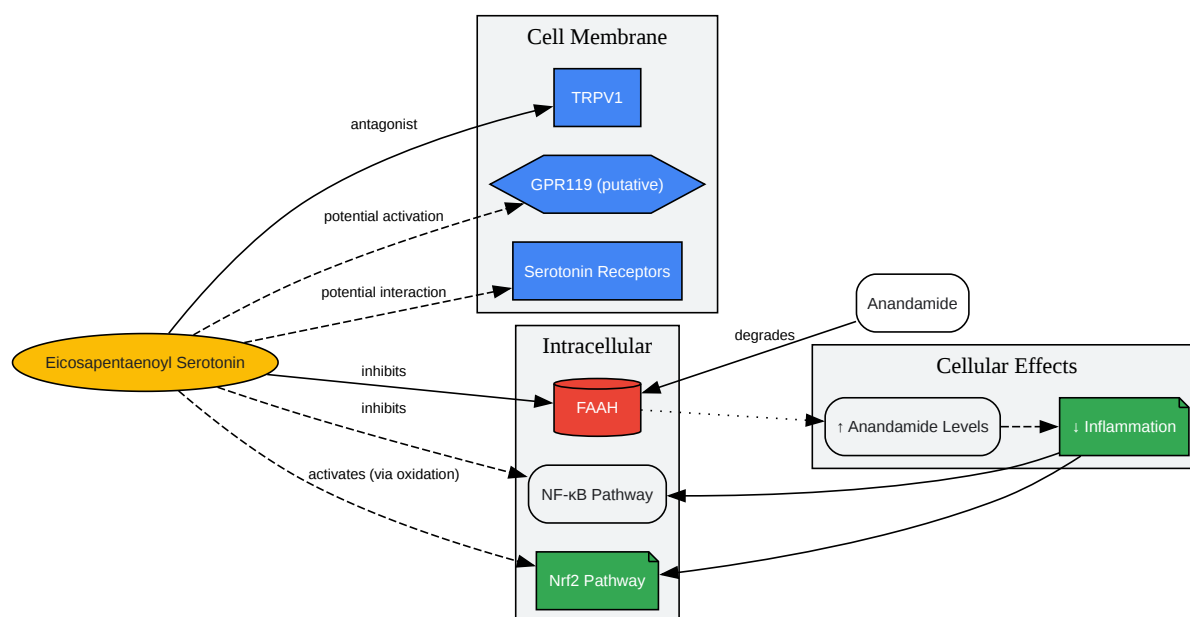 Cell Membrane
TRPV1
antagonist
GPR119 (putative)
potential activation
Serotonin Receptors
potential interaction
Anandamide
degrades
Eicosapentaenoyl Serotonin
Intracellular
Cellular Effects
inhibits
FAAH
inhibits
↑ Anandamide Levels
↓ Inflammation
activates (via oxidation)
NF-κB Pathway
Nrf2 Pathway